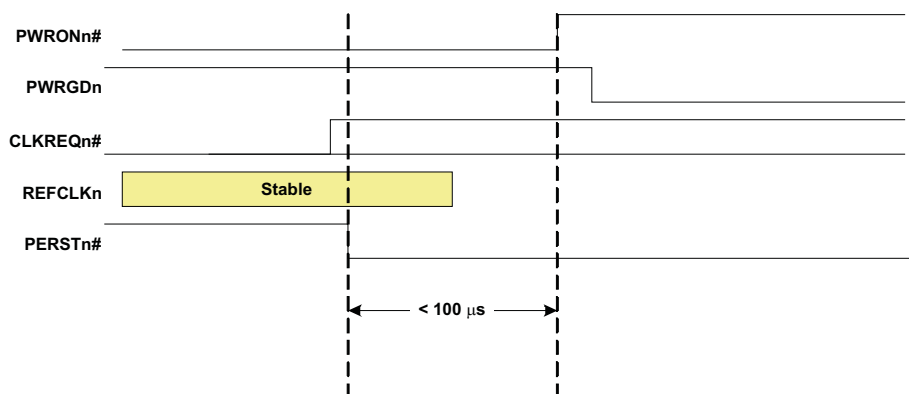 PWRONn#
PWRGDn
CLKREQn#
REFCLKn
Stable
PERSTn#
< 100 μs